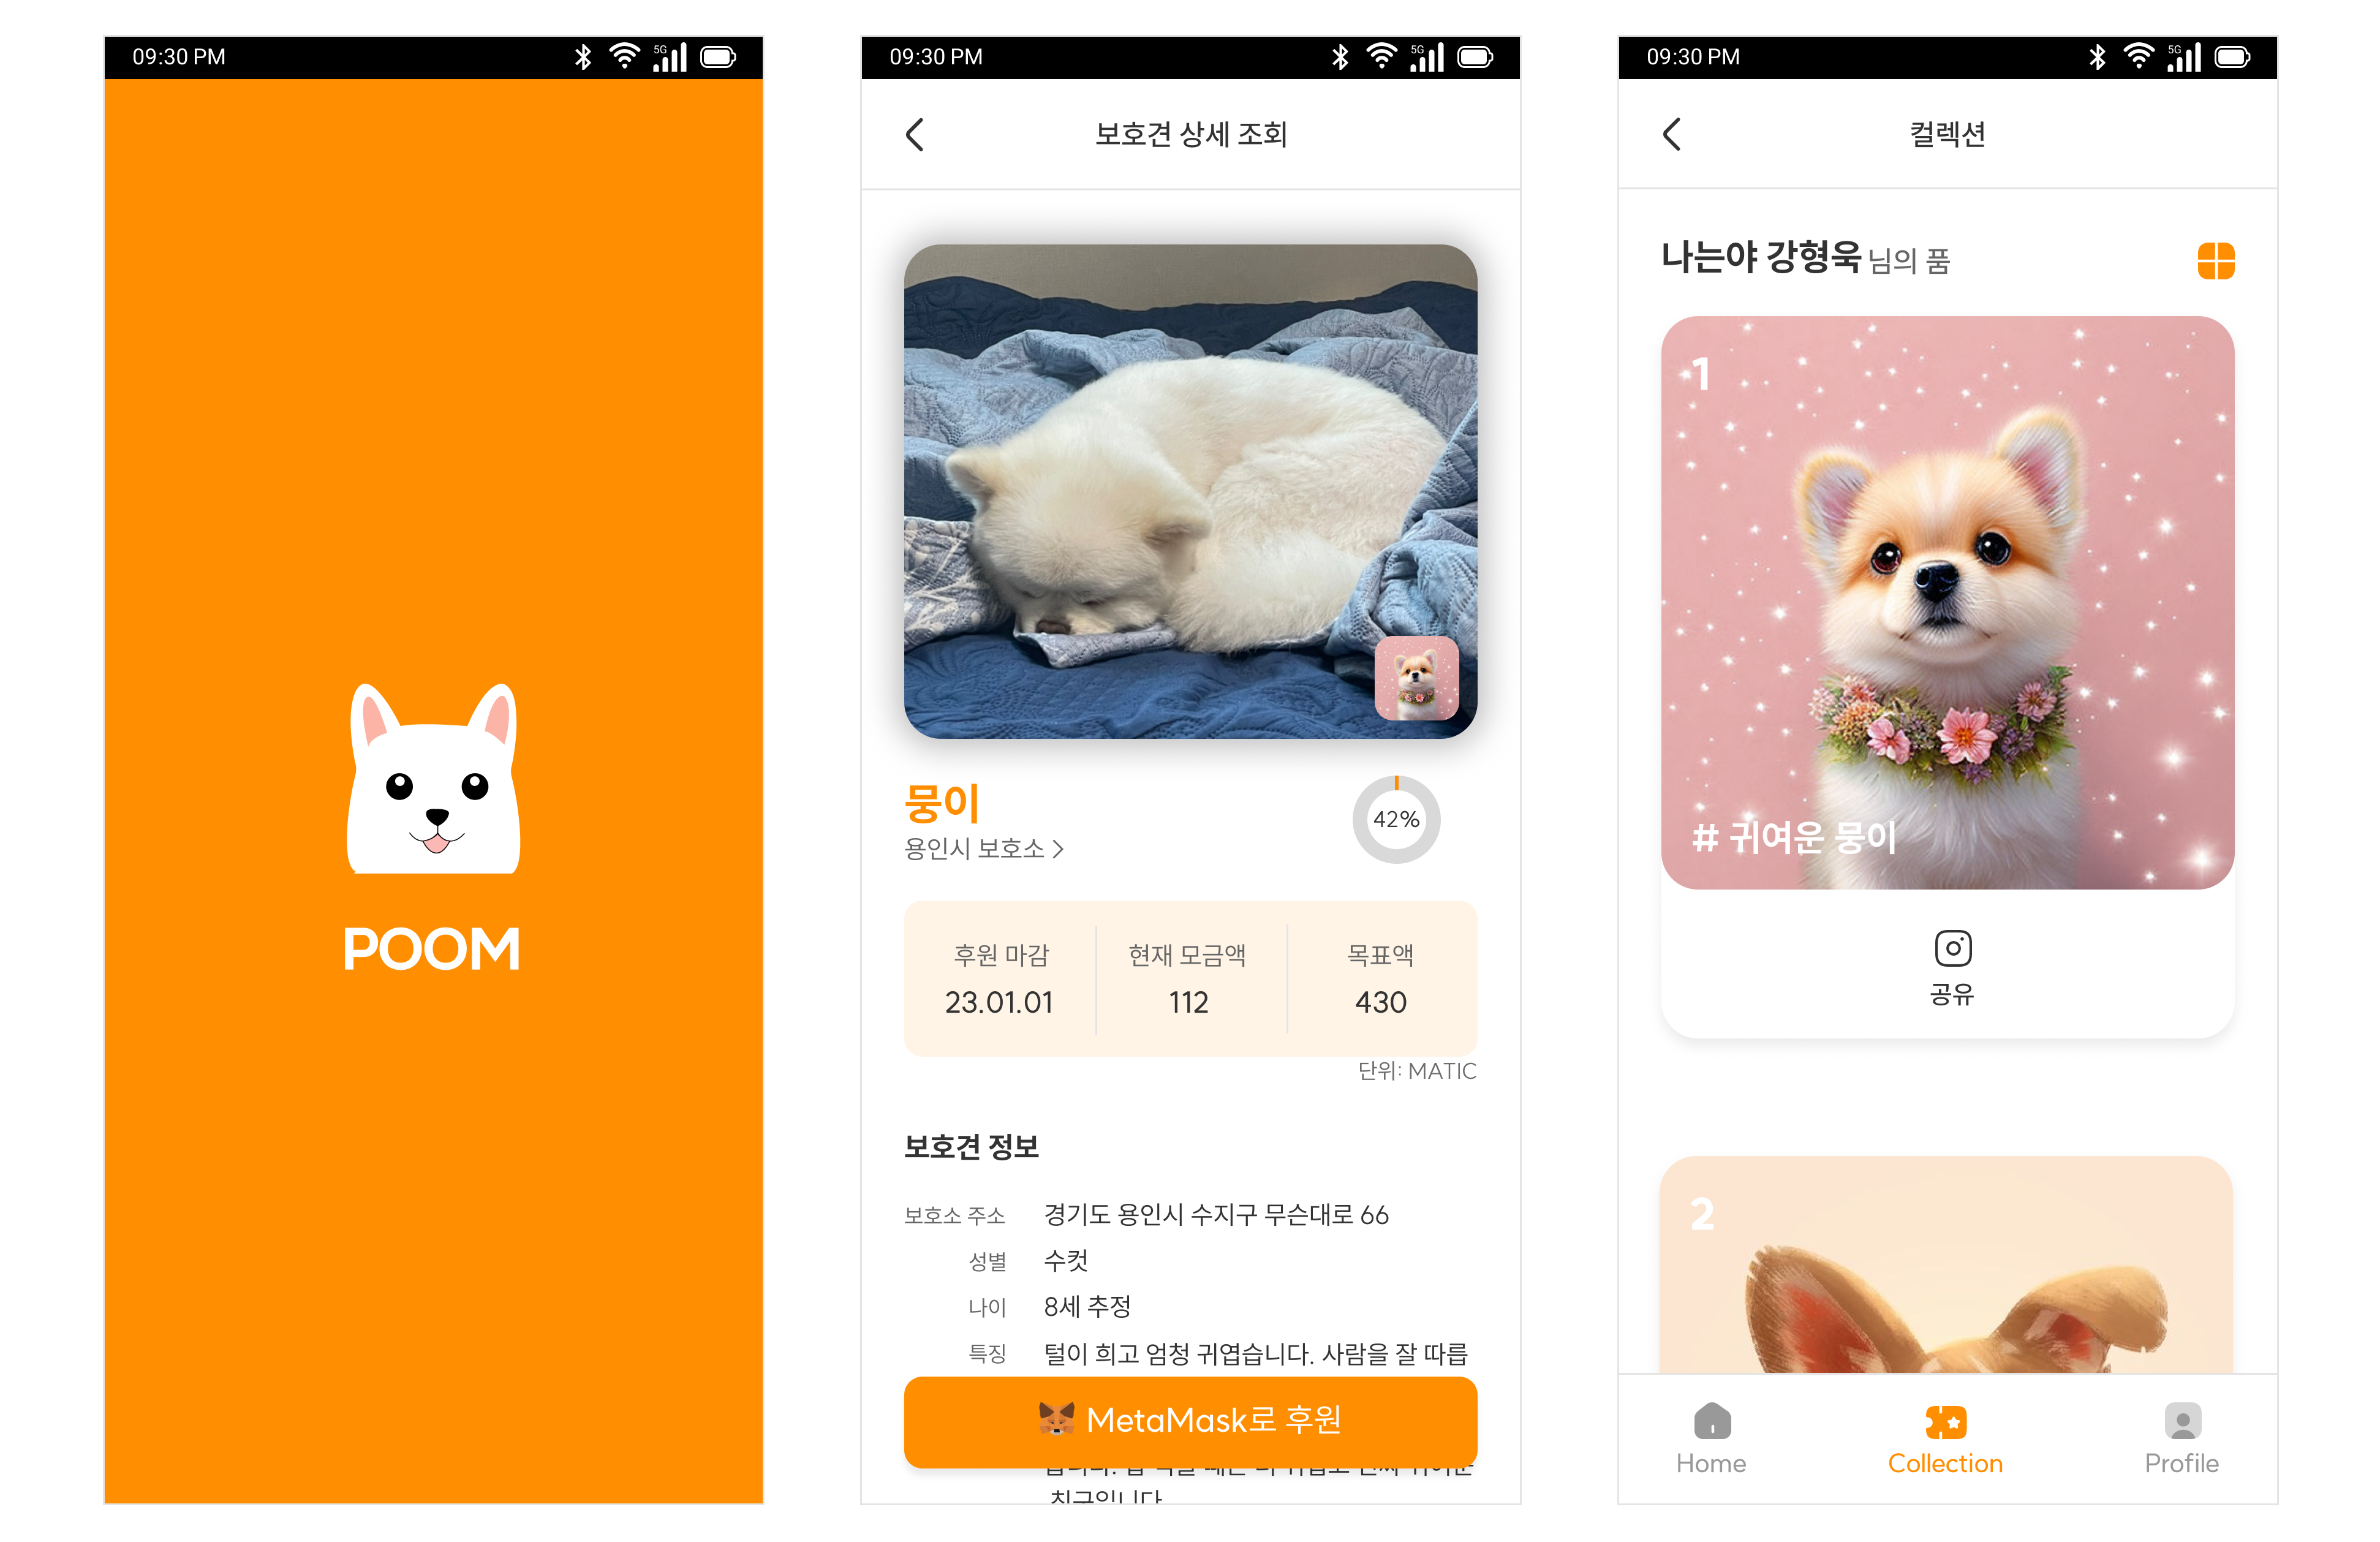 09:30 PM
5G
POOM
09:30 PM
5G
보호견 상세 조회
뭉이
용인시 보호소
42%
후원 마감
현재 모금액
목표액
23.01.01
112
430
단위: MATIC
보호견 정보
보호소 주소
경기도 용인시 수지구 무슨대로 66
성별
수컷
나이
8세 추정
특징
털이 희고 엄청 귀엽습니다. 사람을 잘 따릅
MetaMask로 후원
09:30 PM
5G
컬렉션
나는야 강형욱 님의 품
1
# 귀여운 뭉이
공유
2
Home
Collection
Profile